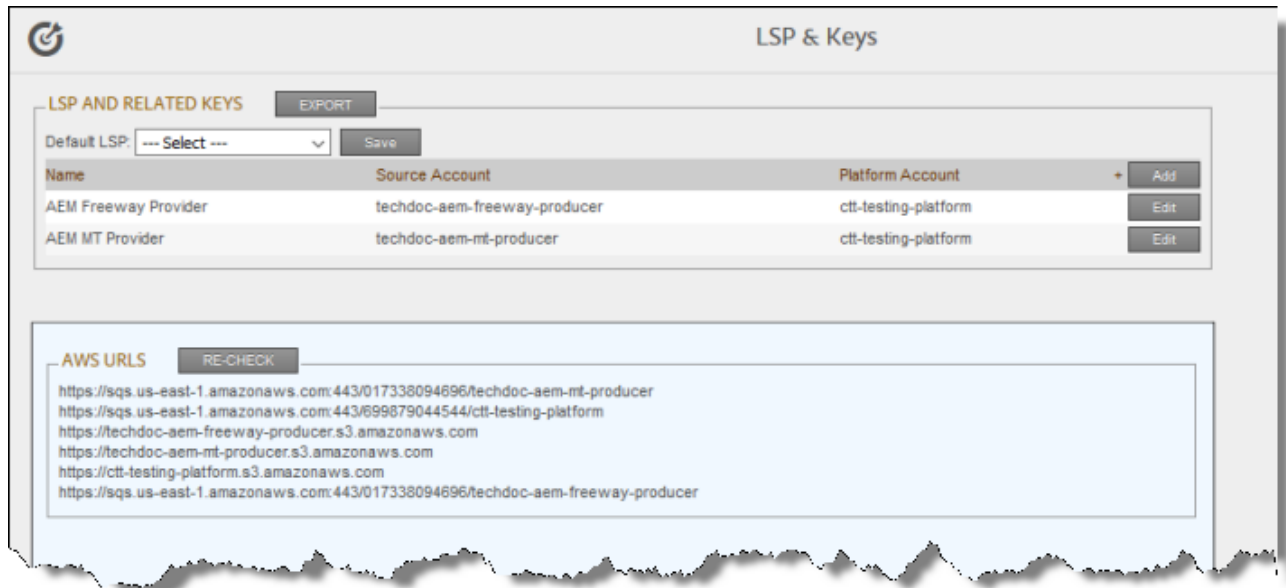 LSP & Keys
LSP AND RELATED KEYS EXPORT
Default LSP: --- Select --- Save
Name Source Account Platform Account + Add
AEM Freeway Provider techdoc-aem-freeway-producer ctt-testing-platform Edit
AEM MT Provider techdoc-aem-mt-producer ctt-testing-platform Edit
AWS URLS RE-CHECK
https://sqs.us-east-1.amazonaws.com:443/017338094696/techdoc-aem-mt-producer
https://sqs.us-east-1.amazonaws.com:443/699879044544/ctt-testing-platform
https://techdoc-aem-freeway-producer.s3.amazonaws.com
https://techdoc-aem-mt-producer.s3.amazonaws.com
https://ctt-testing-platform.s3.amazonaws.com
https://sqs.us-east-1.amazonaws.com:443/017338094696/techdoc-aem-freeway-producer